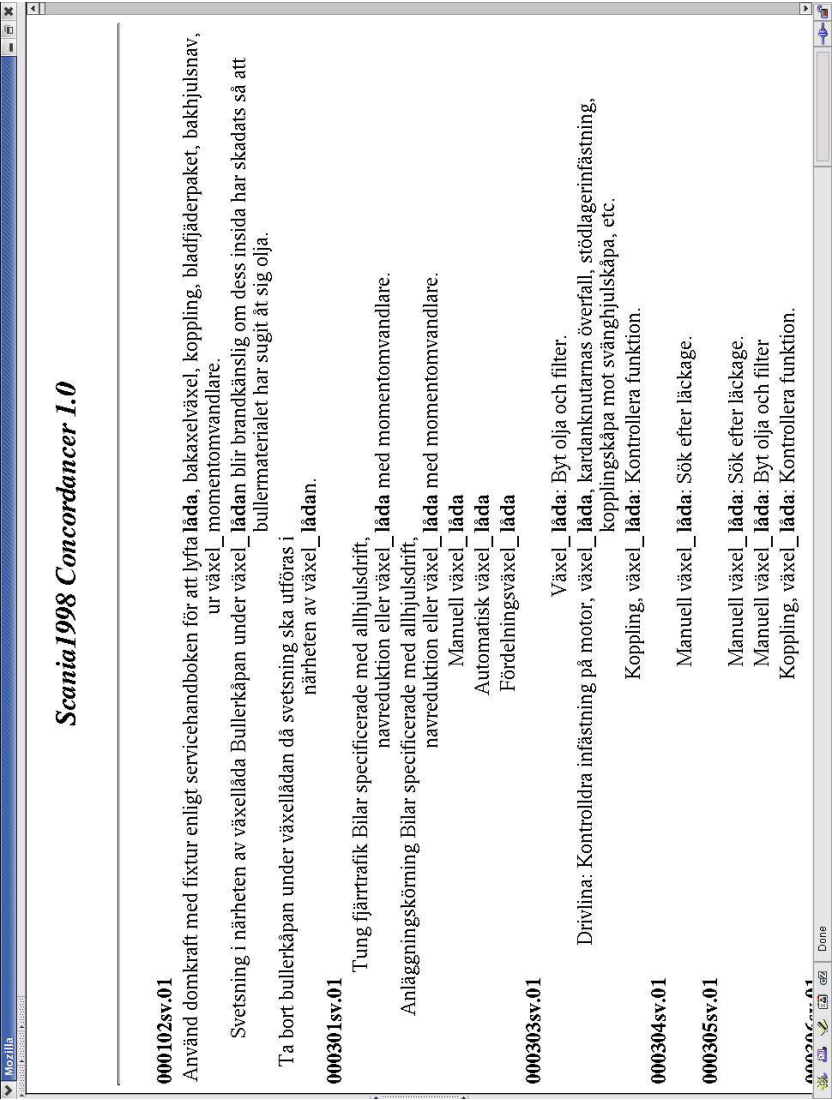 Mozilla
Scania1998 Concordancer 1.0
000102sv.01
Använd domkraft med fixtur enligt servicehandboken för att lyfta låda, bakaxelväxel, koppling, bladfjäderpaket, bakhjulsnav,
ur växel_ momentomvandlare.
Svetsning i närheten av växellåda Bullerkåpan under växel_ lådan blir brandkänslig om dess insida har skadats så att
bullermaterialet har sugit åt sig olja.
Ta bort bullerkåpan under växellådan då svetsning ska utföras i
närheten av växel_ lådan.
000301sv.01
Tung fjärrtrafik Bilar specificerade med allhjulsdrift,
navreduktion eller växel_ låda med momentomvandlare.
Anläggningskörning Bilar specificerade med allhjulsdrift,
navreduktion eller växel_ låda med momentomvandlare.
Manuell växel_ låda
Automatisk växel_ låda
Fördelningsväxel_ låda
000303sv.01
Växel_ låda: Byt olja och filter.
Drivlina: Kontrolldra infästning på motor, växel_ låda, kardanknutarnas överfall, stödlagerinfästning,
kopplingskåpa mot svänghjulskåpa, etc.
Koppling, växel_ låda: Kontrollera funktion.
000304sv.01
Manuell växel_ låda: Sök efter läckage.
000305sv.01
Manuell växel_ låda: Sök efter läckage.
Manuell växel_ låda: Byt olja och filter
Koppling, växel_ låda: Kontrollera funktion.
000306sv.01
Done